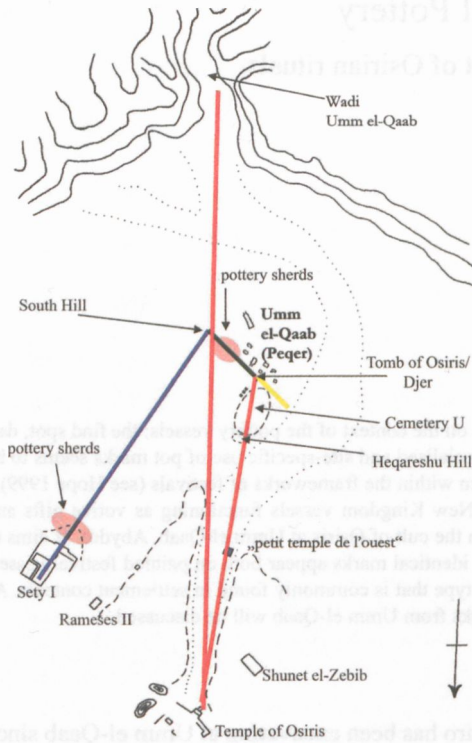 Wadi
Umm el-Qaab
pottery sherds
South Hill
Umm
el-Qaab
(Peqer)
Tomb of Osiris/
Djer
Cemetery U
Heqareshu Hill
pottery sherds
"petit temple de l'ouest"
Sety I
Rameses II
Shunet el-Zebib
Temple of Osiris